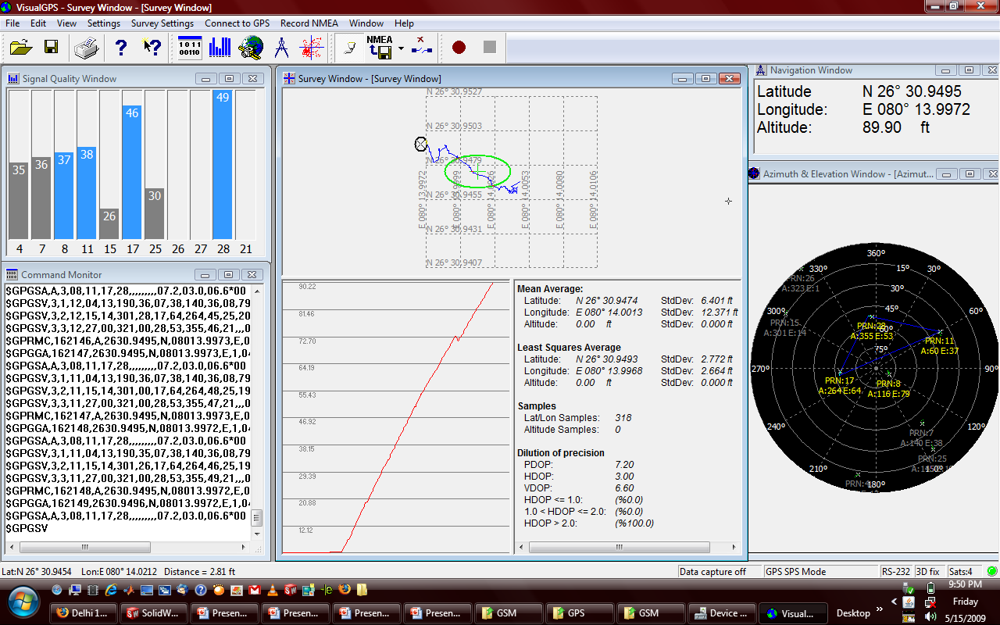 VisualGPS - Survey Window - [Survey Window]
File Edit View Settings Survey Settings Connect to GPS Record NMEA Window Help
1011 00110 NMEA
Signal Quality Window
35 36 37 38 26 46 30 49
4 7 8 11 15 17 25 26 27 28 21
Command Monitor
$GPGSA,A,3,08,11,17,28,,,,,,,,,07.2,03.0,06.6*00
$GPGSV,3,1,12,04,13,190,36,07,38,140,36,08,79
$GPGSV,3,2,12,15,14,301,28,17,64,264,45,25,20
$GPGSV,3,3,12,27,00,321,00,28,53,355,46,21,,,0
$GPRMC,162146,A,2630.9495,N,08013.9973,E,0
$GPGGA,162147,2630.9495,N,08013.9973,E,1,04
$GPGSA,A,3,08,11,17,28,,,,,,,,,07.2,03.0,06.6*00
$GPGSV,3,1,11,04,13,190,36,07,38,140,36,08,79
$GPGSV,3,2,11,15,14,301,00,17,64,264,48,25,19
$GPGSV,3,3,11,27,00,321,00,28,53,355,47,21,,,0
$GPRMC,162147,A,2630.9495,N,08013.9972,E,0
$GPGGA,162148,2630.9495,N,08013.9972,E,1,04
$GPGSA,A,3,08,11,17,28,,,,,,,,,07.2,03.0,06.6*00
$GPGSV,3,1,11,04,13,190,35,07,38,140,36,08,79
$GPGSV,3,2,11,15,14,301,26,17,64,264,46,25,19
$GPGSV,3,3,11,27,00,321,00,28,53,355,49,21,,,0
$GPRMC,162148,A,2630.9495,N,08013.9972,E,0
$GPGGA,162149,2630.9496,N,08013.9972,E,1,04
$GPGSA,A,3,08,11,17,28,,,,,,,,,07.2,03.0,06.6*00
$GPGSV
Survey Window - [Survey Window]
N 26° 30.9527
N 26° 30.9503
N 26° 30.9479
N 26° 30.9455
N 26° 30.9431
N 26° 30.9407
E 080° 13.9972
E 080° 13.9999
E 080° 14.0026
E 080° 14.0053
E 080° 14.0080
E 080° 14.0106
90.22
81.46
72.70
64.19
55.43
46.92
38.15
29.39
20.88
12.12
Mean Average:
Latitude: N 26° 30.9474 StdDev: 6.401 ft
Longitude: E 080° 14.0013 StdDev: 12.371 ft
Altitude: 0.00 ft StdDev: 0.000 ft
Least Squares Average
Latitude: N 26° 30.9493 StdDev: 2.772 ft
Longitude: E 080° 13.9968 StdDev: 2.664 ft
Altitude: 0.00 ft StdDev: 0.000 ft
Samples
Lat/Lon Samples: 318
Altitude Samples: 0
Dilution of precision
PDOP: 7.20
HDOP: 3.00
VDOP: 6.60
HDOP <= 1.0: (%0.0)
1.0 < HDOP <= 2.0: (%0.0)
HDOP > 2.0: (%100.0)
Navigation Window
Latitude N 26° 30.9495
Longitude: E 080° 13.9972
Altitude: 89.90 ft
Azimuth & Elevation Window - [Azimut...
360º
330º 15º 30º
PRN:26
A:323 E:1
30º
300º 45º 60º
PRN:15
A:301 E:14
PRN:28
A:355 E:53
60º
PRN:11
A:60 E:37
75º
270º 90º
PRN:17
A:264 E:64
PRN:8
A:116 E:79
240º 120º
PRN:7
A:140 E:38
PRN:25
210º
180º
Lat:N 26° 30.9454 Lon:E 080° 14.0212 Distance = 2.81 ft Data capture off GPS SPS Mode RS-232 3D fix Sats:4
Delhi 1... SolidW... Presen... Presen... Presen... Presen... GSM GPS GSM Device ... Visual... Desktop
9:50 PM
Friday
5/15/2009